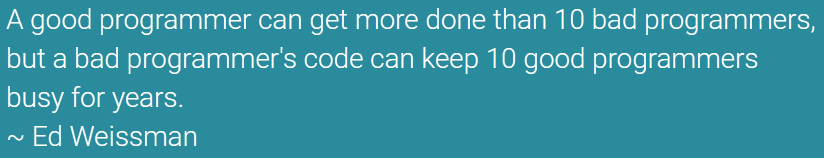 A good programmer can get more done than 10 bad programmers,
but a bad programmer's code can keep 10 good programmers
busy for years.
~ Ed Weissman